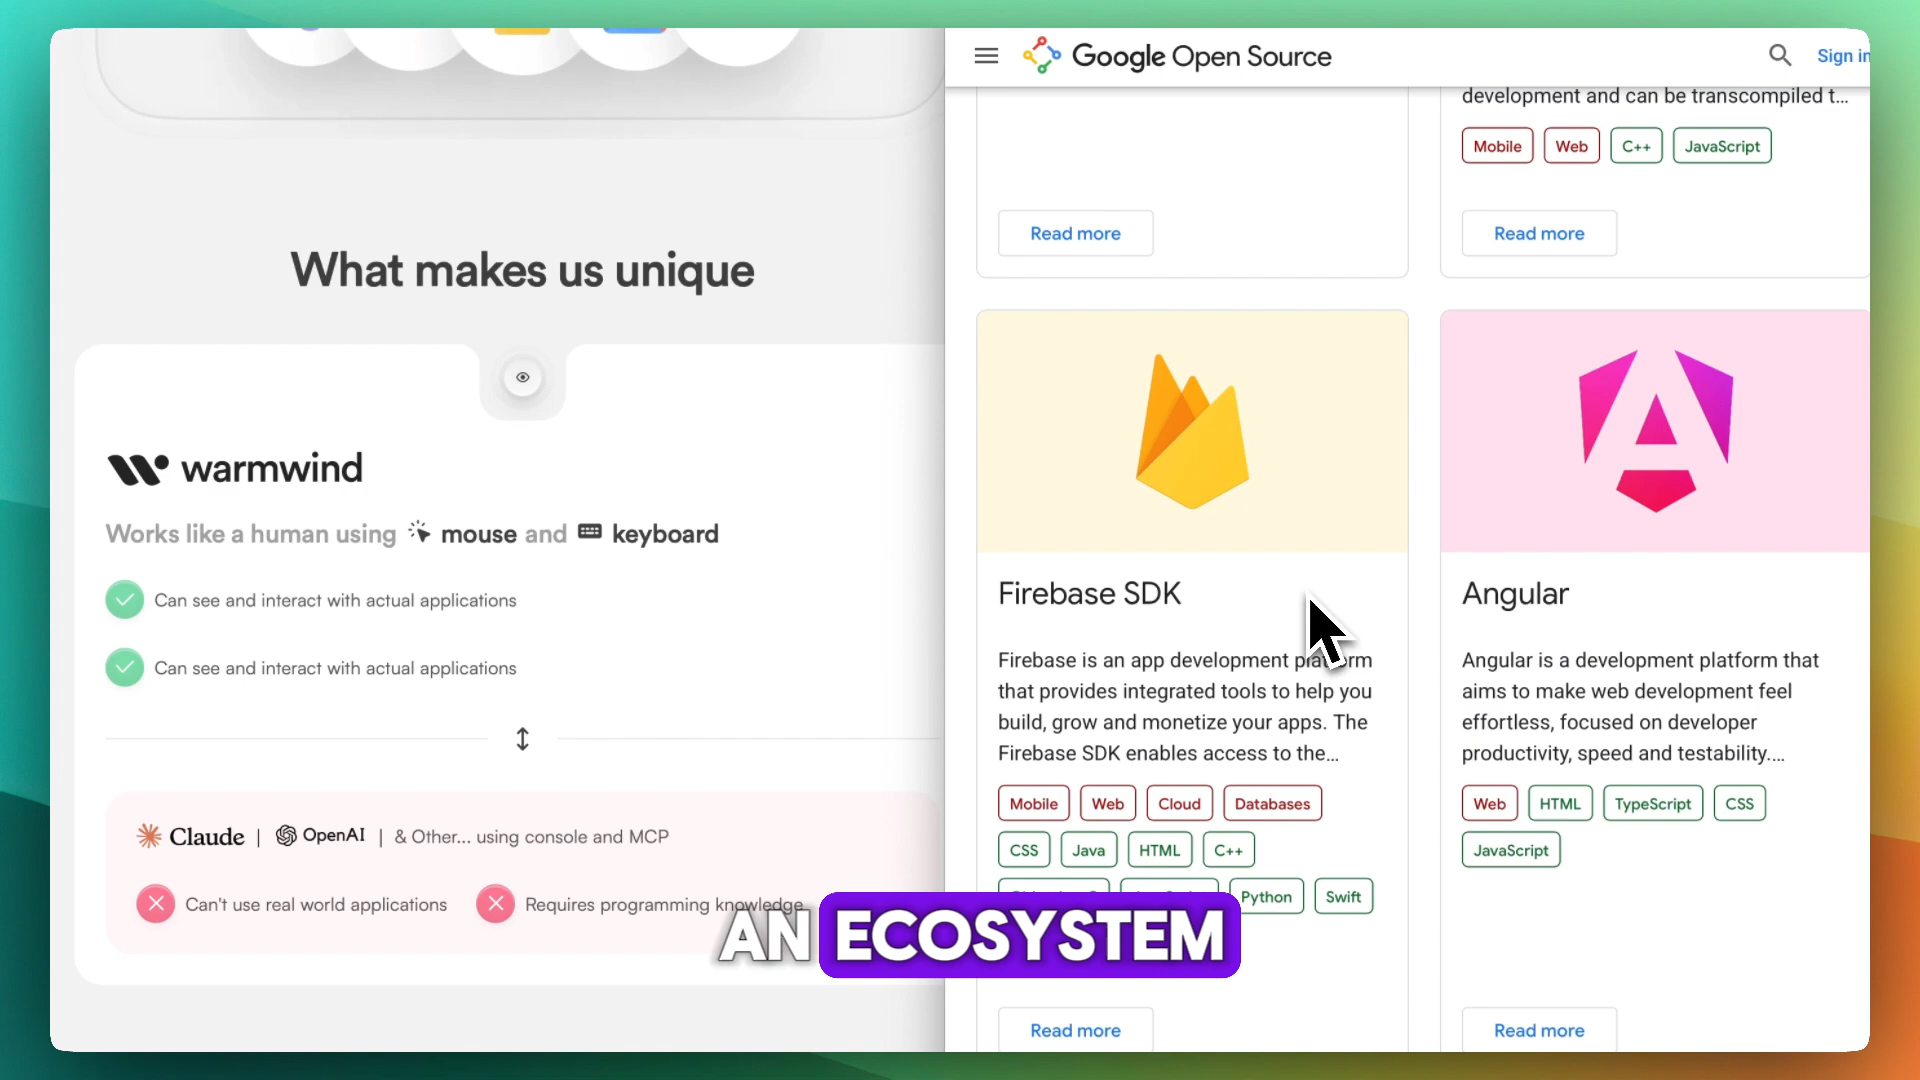 What makes us unique
warmwind
Works like a human using mouse and keyboard
Can see and interact with actual applications
Can see and interact with actual applications
Claude | OpenAI | & Other... using console and MCP
Can't use real world applications
Requires programming knowledge
Google Open Source
Sign in
development and can be transcompiled t...
Mobile Web C++ JavaScript
Read more
Read more
Firebase SDK
Firebase is an app development platform
that provides integrated tools to help you
build, grow and monetize your apps. The
Firebase SDK enables access to the...
Mobile Web Cloud Databases
CSS Java HTML C++
Python Swift
Read more
Angular
Angular is a development platform that
aims to make web development feel
effortless, focused on developer
productivity, speed and testability....
Web HTML TypeScript CSS
JavaScript
Read more
AN ECOSYSTEM